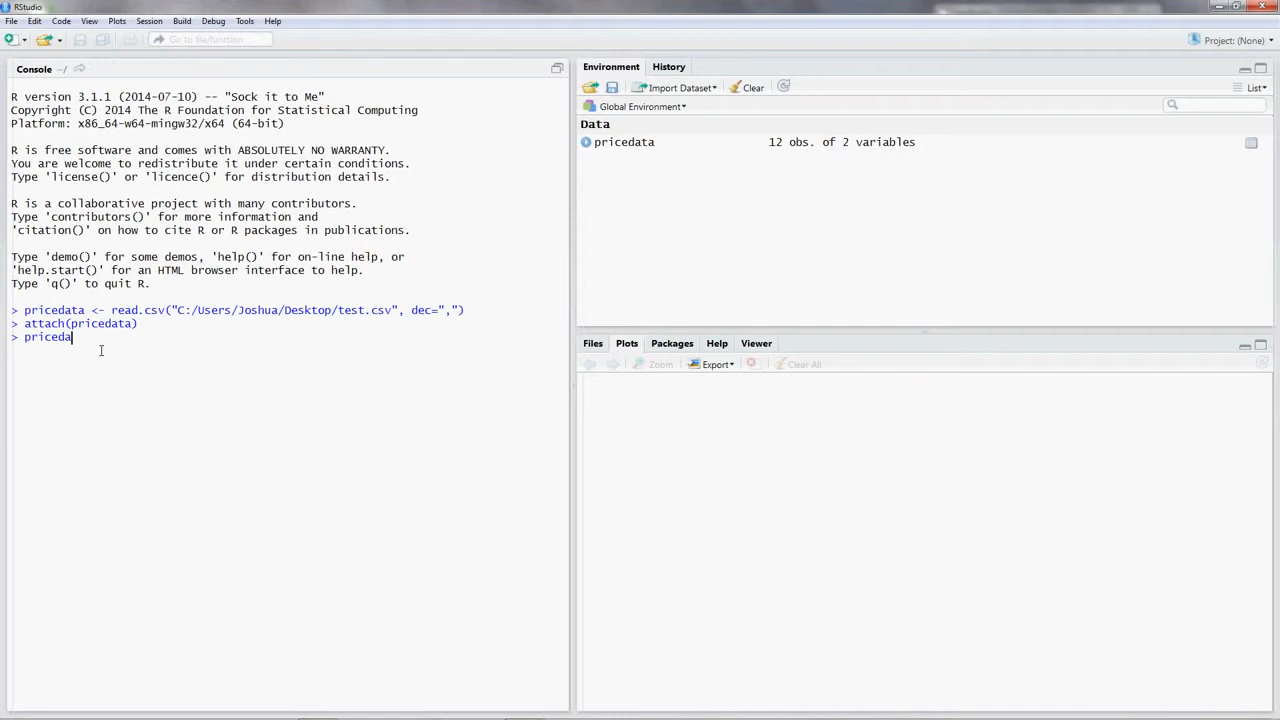 RStudio
File Edit Code View Plots Session Build Debug Tools Help
Go to file/function
Project: (None)
Console ~/
R version 3.1.1 (2014-07-10) -- "Sock it to Me"
Copyright (C) 2014 The R Foundation for Statistical Computing
Platform: x86_64-w64-mingw32/x64 (64-bit)
R is free software and comes with ABSOLUTELY NO WARRANTY.
You are welcome to redistribute it under certain conditions.
Type 'license()' or 'licence()' for distribution details.
R is a collaborative project with many contributors.
Type 'contributors()' for more information and
'citation()' on how to cite R or R packages in publications.
Type 'demo()' for some demos, 'help()' for on-line help, or
'help.start()' for an HTML browser interface to help.
Type 'q()' to quit R.
> pricedata <- read.csv("C:/Users/Joshua/Desktop/test.csv", dec=",")
> attach(pricedata)
> priceda
Environment History
Import Dataset Clear List
Global Environment
Data
pricedata 12 obs. of 2 variables
Files Plots Packages Help Viewer
Zoom Export Clear All